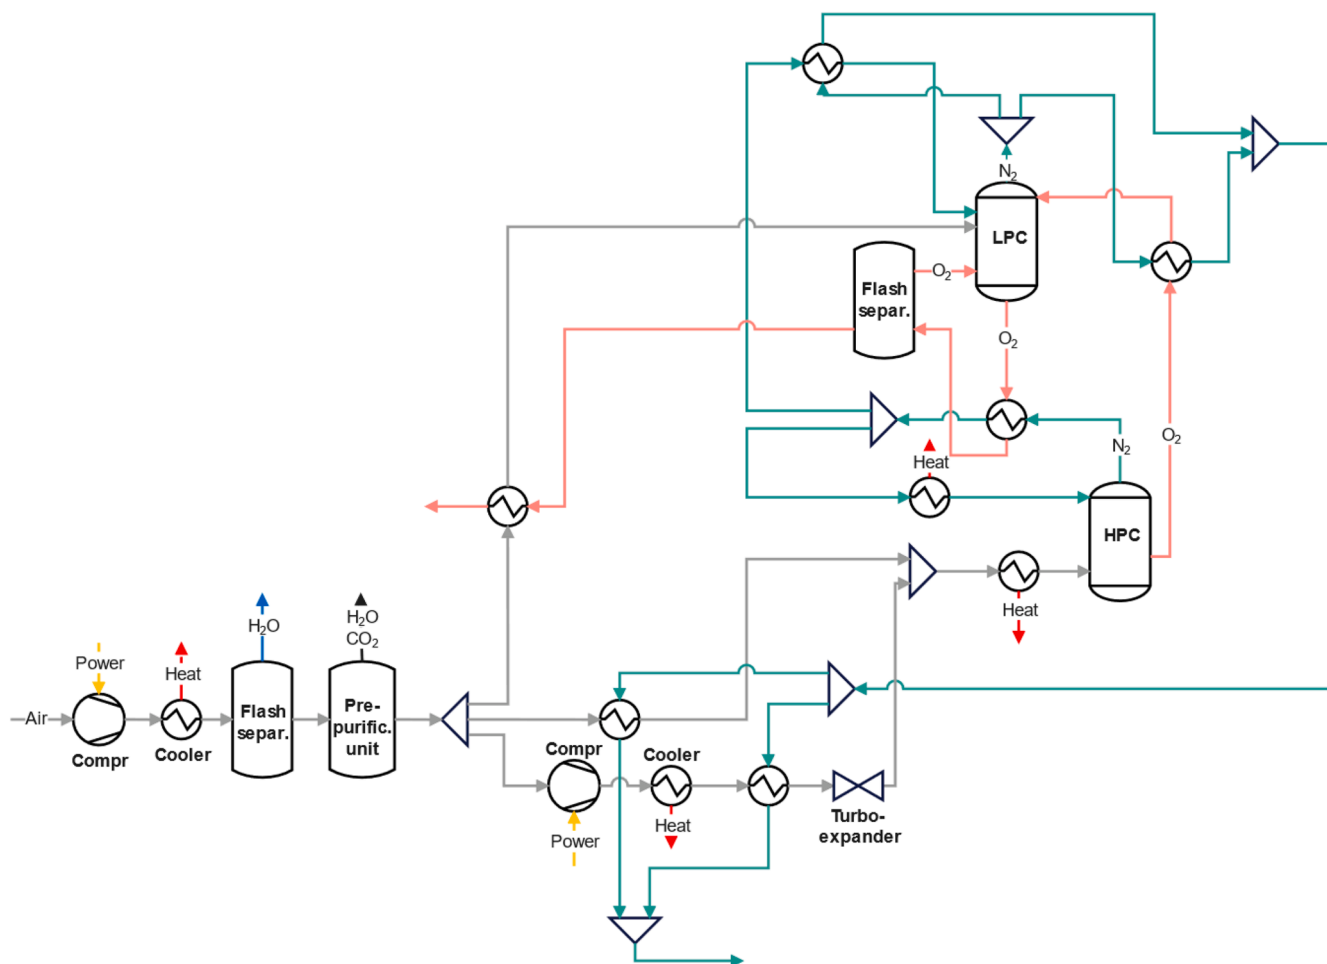 N₂
LPC
O₂
Flash
separ.
O₂
O₂
N₂
Heat
HPC
Heat
H₂O
H₂O
CO₂
Power
Heat
Air
Flash
separ.
Pre-
purific.
unit
Compr
Cooler
Compr
Cooler
Power
Heat
Turbo-
expander